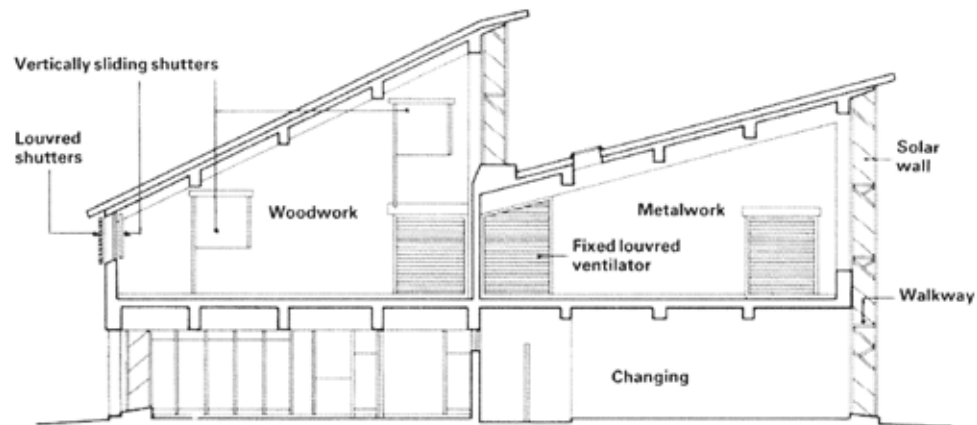 Vertically sliding shutters
Louvred
shutters
Woodwork
Metalwork
Solar
wall
Fixed louvred
ventilator
Walkway
Changing